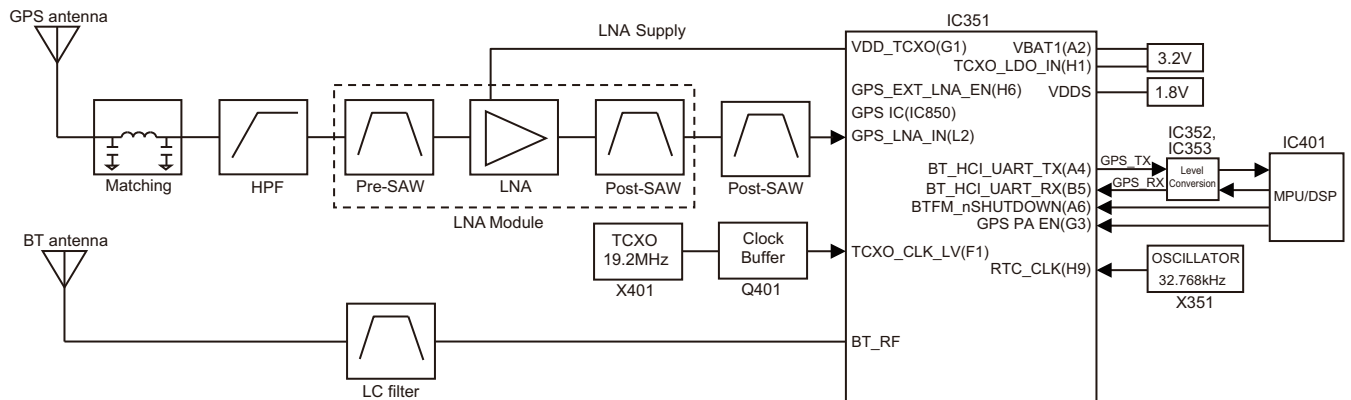 GPS antenna
IC351
LNA Supply
VDD_TCXO(G1)
VBAT1(A2)
3.2V
TCXO_LDO_IN(H1)
GPS_EXT_LNA_EN(H6)
VDDS
1.8V
GPS IC(IC850)
GPS_LNA_IN(L2)
IC352,
IC353
IC401
BT_HCI_UART_TX(A4)
GPS_TX
Level
Conversion
BT_HCI_UART_RX(B5)
GPS_RX
MPU/DSP
BTFM_nSHUTDOWN(A6)
GPS PA EN(G3)
Matching
HPF
Pre-SAW
LNA
Post-SAW
Post-SAW
LNA Module
BT antenna
TCXO
19.2MHz
X401
Clock
Buffer
Q401
TCXO_CLK_LV(F1)
RTC_CLK(H9)
OSCILLATOR
32.768kHz
X351
BT_RF
LC filter